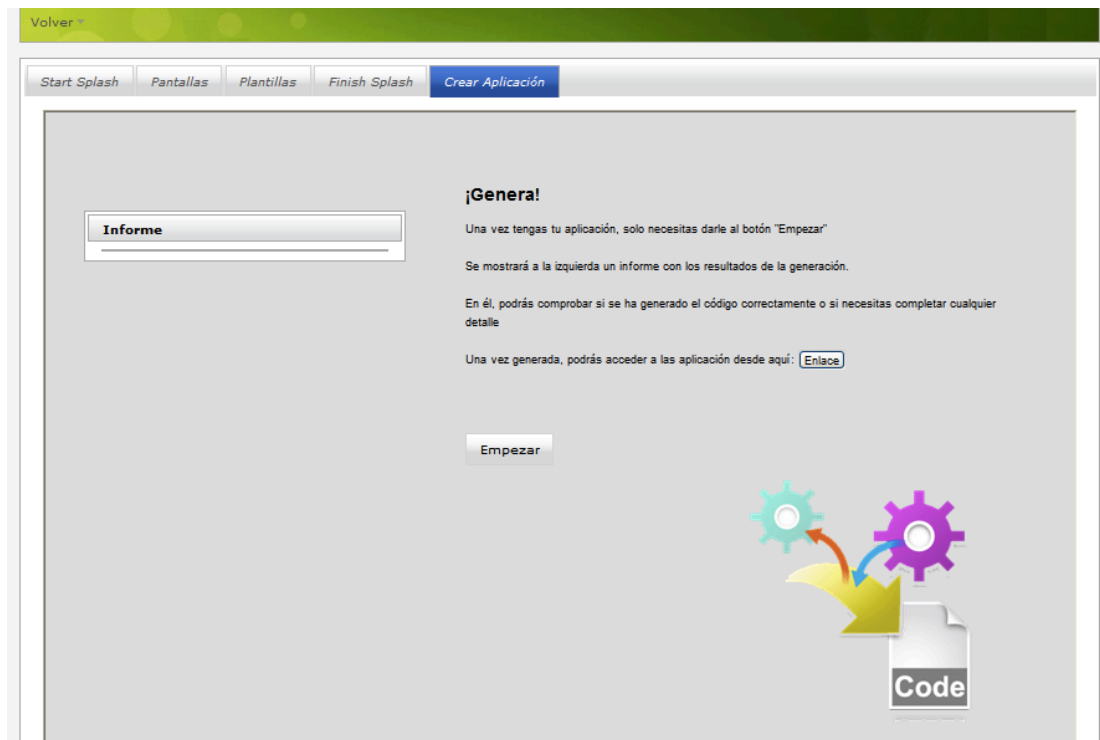 Volver
Start Splash Pantallas Plantillas Finish Splash Crear Aplicación
¡Genera!
Informe
Una vez tengas tu aplicación, solo necesitas darle al botón "Empezar"
Se mostrará a la izquierda un informe con los resultados de la generación.
En él, podrás comprobar si se ha generado el código correctamente o si necesitas completar cualquier
detalle
Una vez generada, podrás acceder a las aplicación desde aquí: Enlace
Empezar
Code